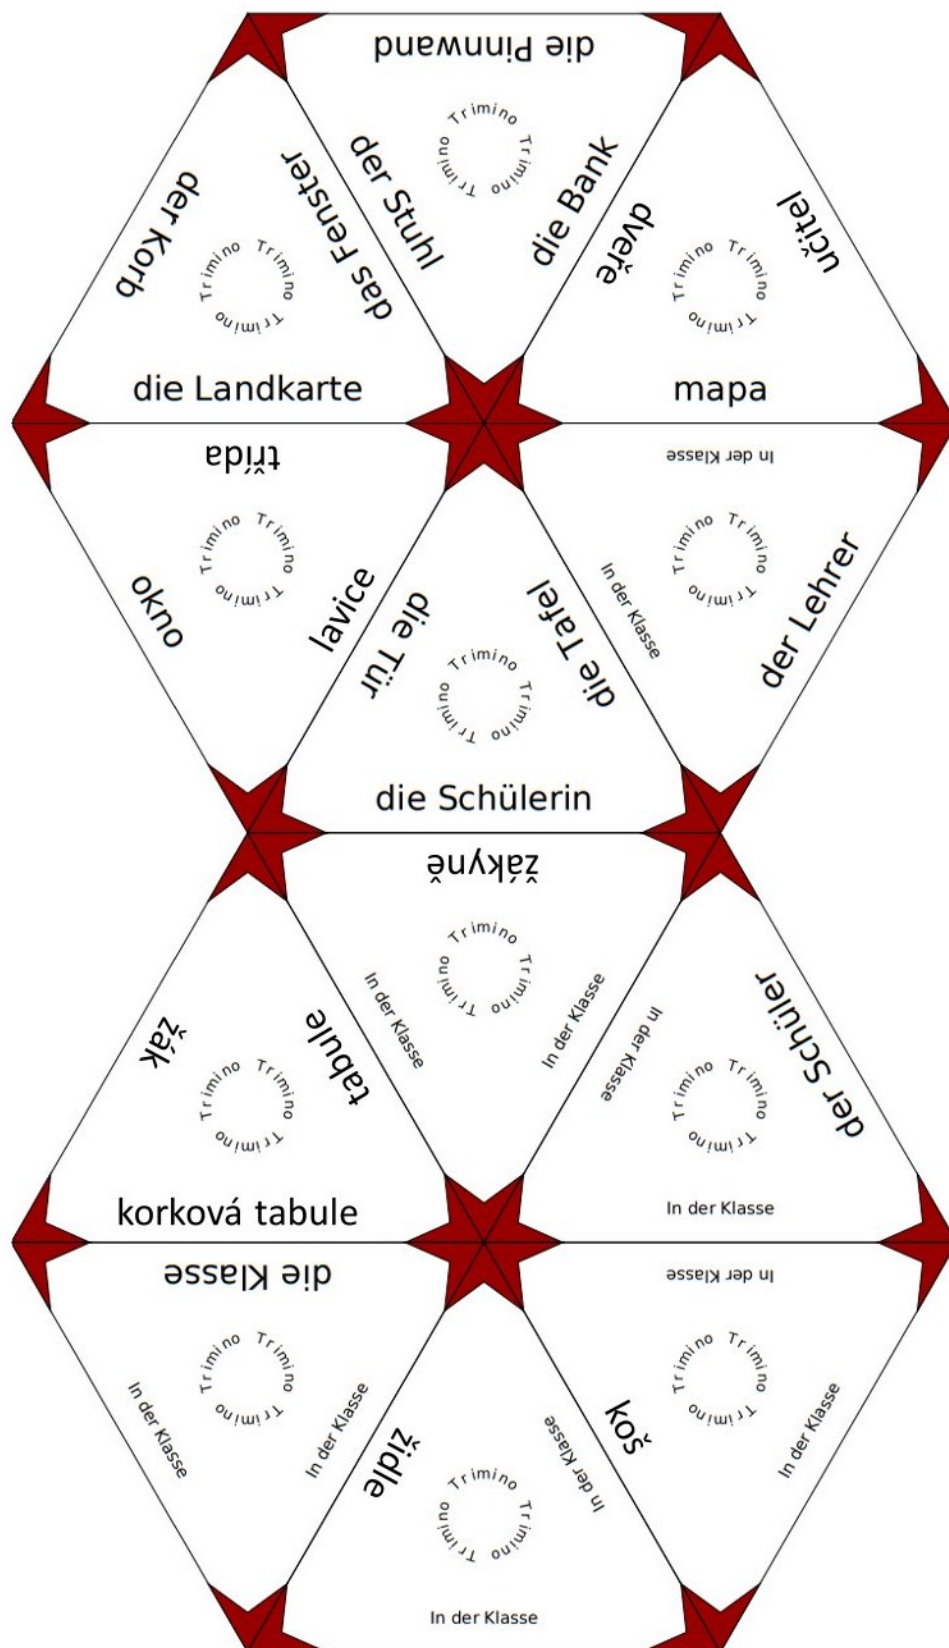 die Pinnwand
der Stuhl
die Bank
Trimino Trimino Trimino
der Korb
das Fenster
die Landkarte
Trimino Trimino Trimino
dveře
učitel
mapa
Trimino Trimino Trimino
třída
okno
lavice
Trimino Trimino Trimino
die Tür
die Tafel
die Schülerin
Trimino Trimino Trimino
In der Klasse
In der Klasse
der Lehrer
Trimino Trimino Trimino
žákyně
In der Klasse
In der Klasse
Trimino Trimino Trimino
žák
tabule
korková tabule
Trimino Trimino Trimino
In der Klasse
der Schüler
In der Klasse
Trimino Trimino Trimino
die Klasse
In der Klasse
In der Klasse
Trimino Trimino Trimino
židle
In der Klasse
In der Klasse
Trimino Trimino Trimino
In der Klasse
koš
In der Klasse
Trimino Trimino Trimino